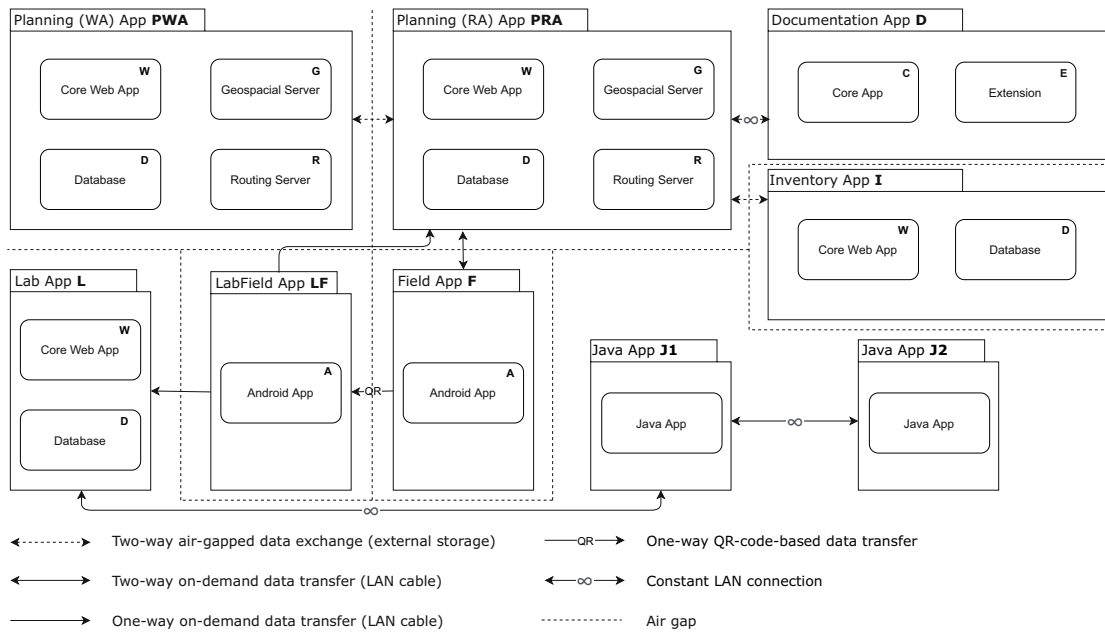 Planning (WA) App PWA
W
Core Web App
G
Geospacial Server
D
Database
R
Routing Server
Planning (RA) App PRA
W
Core Web App
G
Geospacial Server
D
Database
R
Routing Server
Documentation App D
C
Core App
E
Extension
∞
Inventory App I
W
Core Web App
D
Database
Lab App L
W
Core Web App
D
Database
LabField App LF
A
Android App
QR
Field App F
A
Android App
Java App J1
Java App
∞
Java App J2
Java App
∞
Two-way air-gapped data exchange (external storage)
QR
One-way QR-code-based data transfer
Two-way on-demand data transfer (LAN cable)
∞
Constant LAN connection
One-way on-demand data transfer (LAN cable)
Air gap